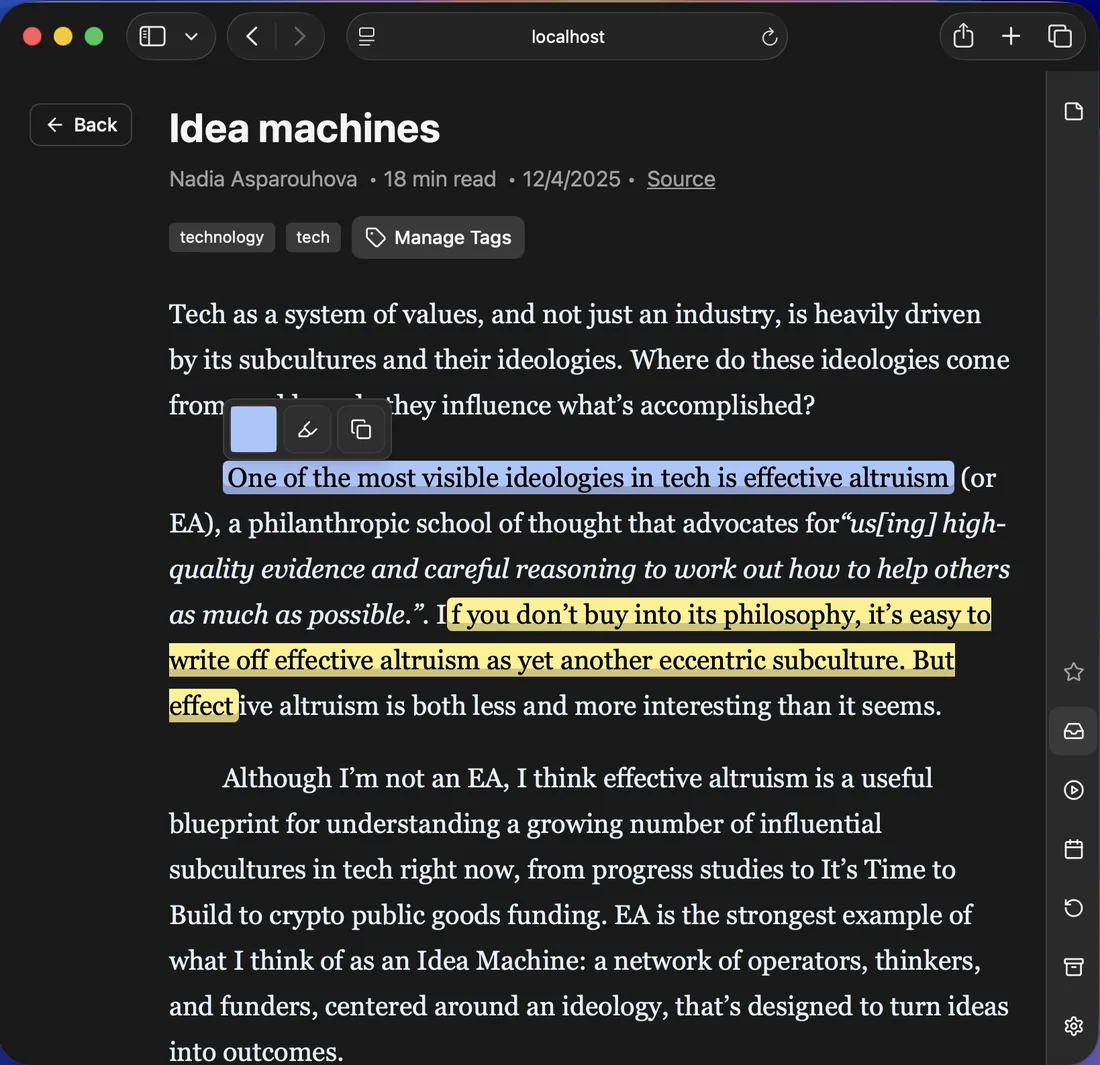 localhost
Back
Idea machines
Nadia Asparouhova • 18 min read • 12/4/2025 • Source
technology tech Manage Tags
Tech as a system of values, and not just an industry, is heavily driven
by its subcultures and their ideologies. Where do these ideologies come
from they influence what’s accomplished?
One of the most visible ideologies in tech is effective altruism (or
EA), a philanthropic school of thought that advocates for“us[ing] high-
quality evidence and careful reasoning to work out how to help others
as much as possible.”. If you don’t buy into its philosophy, it’s easy to
write off effective altruism as yet another eccentric subculture. But
effective altruism is both less and more interesting than it seems.
Although I’m not an EA, I think effective altruism is a useful
blueprint for understanding a growing number of influential
subcultures in tech right now, from progress studies to It’s Time to
Build to crypto public goods funding. EA is the strongest example of
what I think of as an Idea Machine: a network of operators, thinkers,
and funders, centered around an ideology, that’s designed to turn ideas
into outcomes.